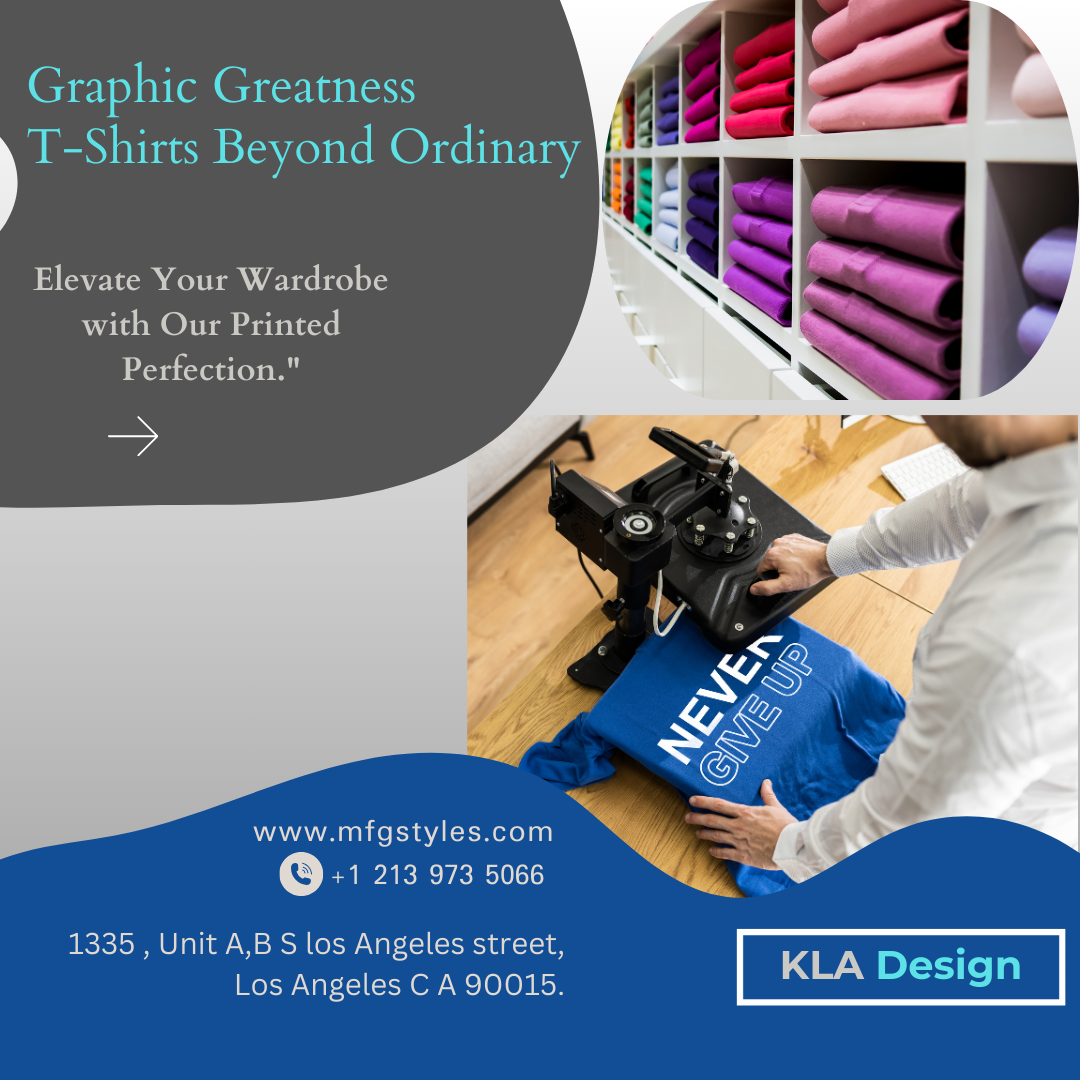 Graphic Greatness
T-Shirts Beyond Ordinary
Elevate Your Wardrobe
with Our Printed
Perfection."
NEVER
GIVE UP
www.mfgstyles.com
+1 213 973 5066
1335 , Unit A,B S los Angeles street,
Los Angeles C A 90015.
KLA Design